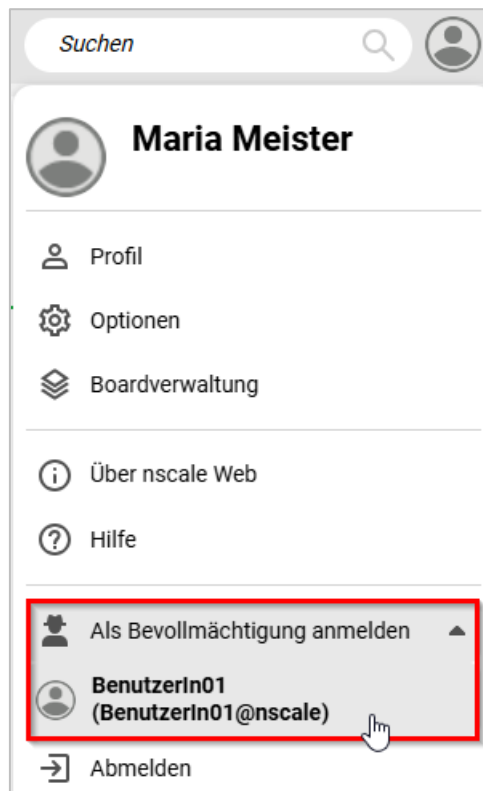 Suchen
Maria Meister
Profil
Optionen
Boardverwaltung
Über nscale Web
Hilfe
Als Bevollmächtigung anmelden
BenutzerIn01
(BenutzerIn01@nscale)
Abmelden